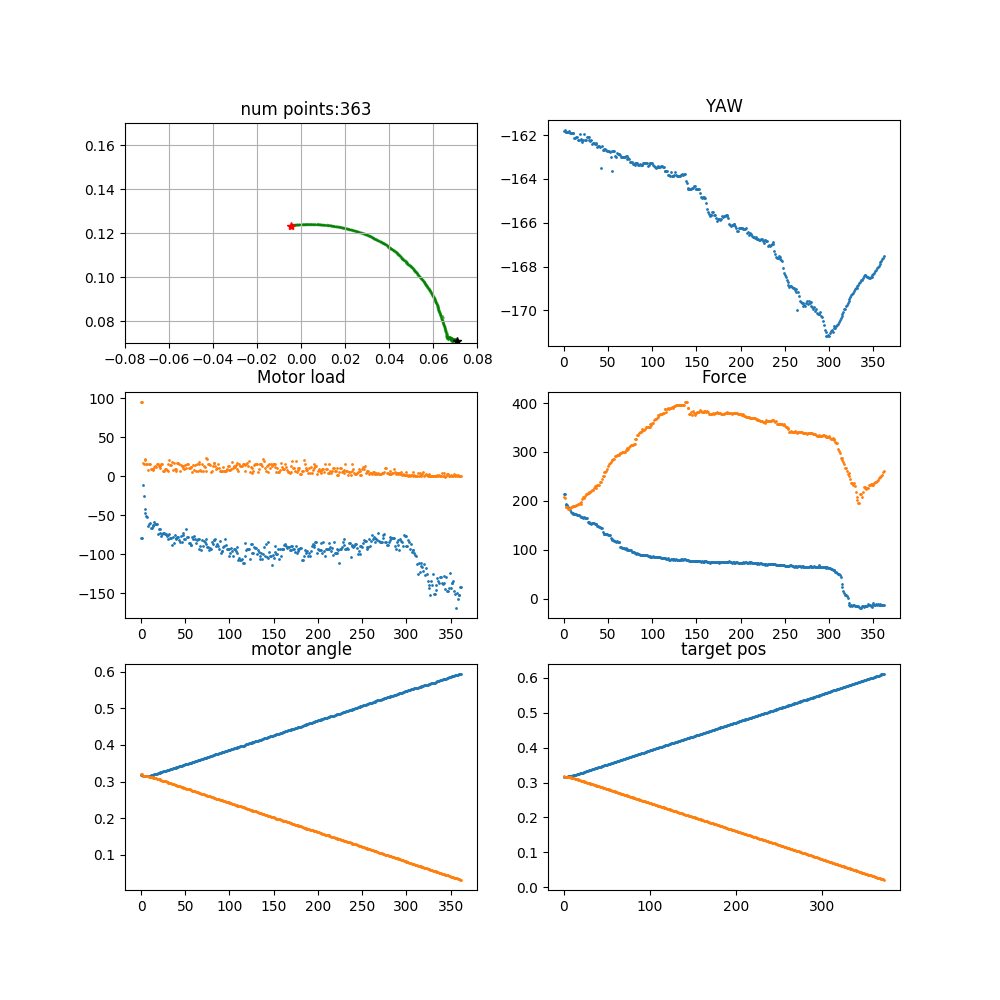 num points:363
0.16
0.14
0.12
0.10
0.08
−0.08 −0.06 −0.04 −0.02 0.00 0.02 0.04 0.06 0.08
YAW
−162
−164
−166
−168
−170
0 50 100 150 200 250 300 350
Motor load
100
50
0
−50
−100
−150
0 50 100 150 200 250 300 350
Force
400
300
200
100
0
0 50 100 150 200 250 300 350
motor angle
0.6
0.5
0.4
0.3
0.2
0.1
0 50 100 150 200 250 300 350
target pos
0.6
0.5
0.4
0.3
0.2
0.1
0.0
0 100 200 300